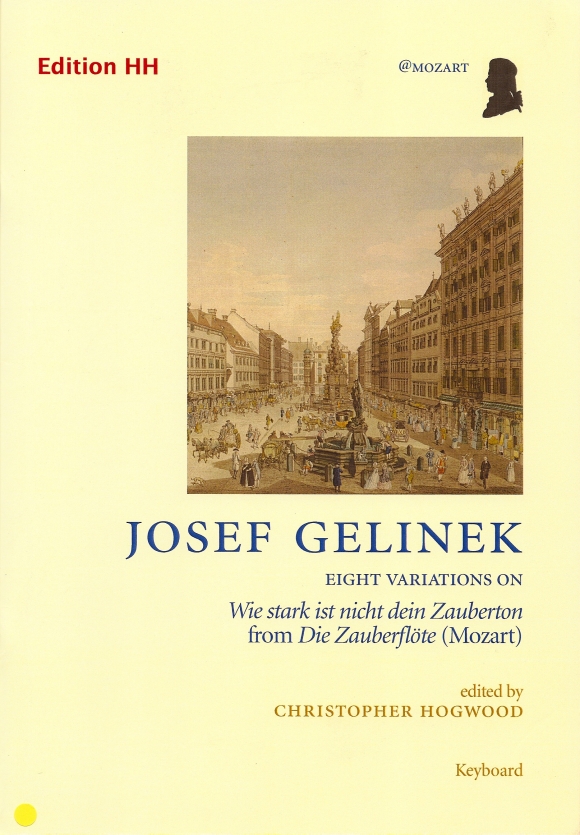 Edition HH
@MOZART
JOSEF GELINEK
EIGHT VARIATIONS ON
Wie stark ist nicht dein Zauberton
from Die Zauberflöte (Mozart)
edited by
CHRISTOPHER HOGWOOD
Keyboard